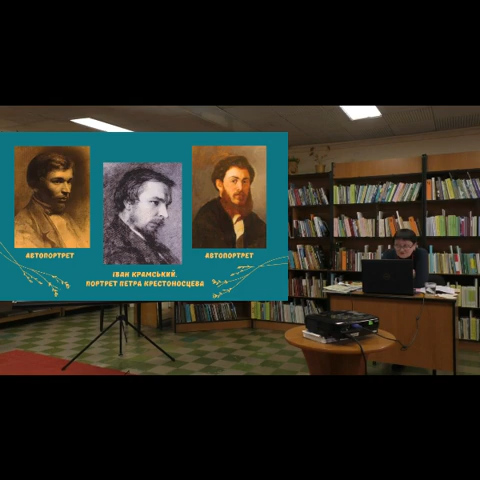 АВТОПОРТРЕТ
АВТОПОРТРЕТ
ІВАН КРАМСЬКИЙ.
ПОРТРЕТ ПЕТРА КРЕСТОНОСЦЕВА